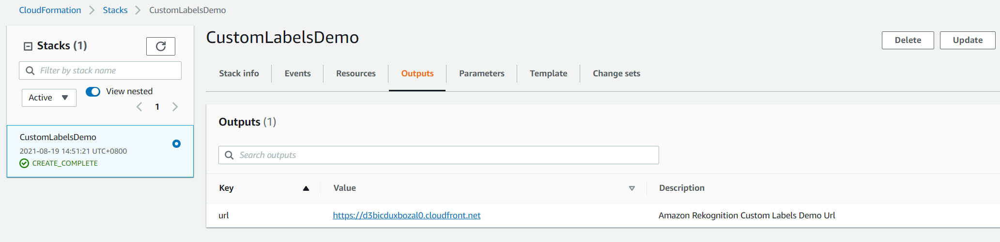 CloudFormation > Stacks > CustomLabelsDemo
Stacks (1)
Filter by stack name
Active
View nested
1
CustomLabelsDemo
2021-08-19 14:51:21 UTC+0800
CREATE_COMPLETE
CustomLabelsDemo
Delete Update
Stack info Events Resources Outputs Parameters Template Change sets
Outputs (1)
Search outputs
Key Value Description
url https://d3bicduxbozal0.cloudfront.net Amazon Rekognition Custom Labels Demo Url